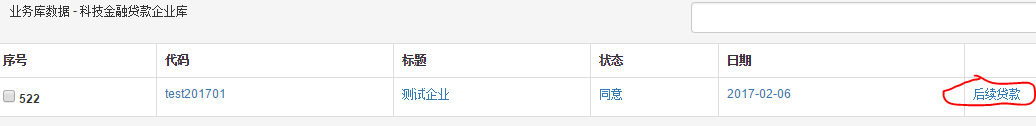 业务库数据 - 科技金融贷款企业库
序号 代码 标题 状态 日期
522 test201701 测试企业 同意 2017-02-06 后续贷款